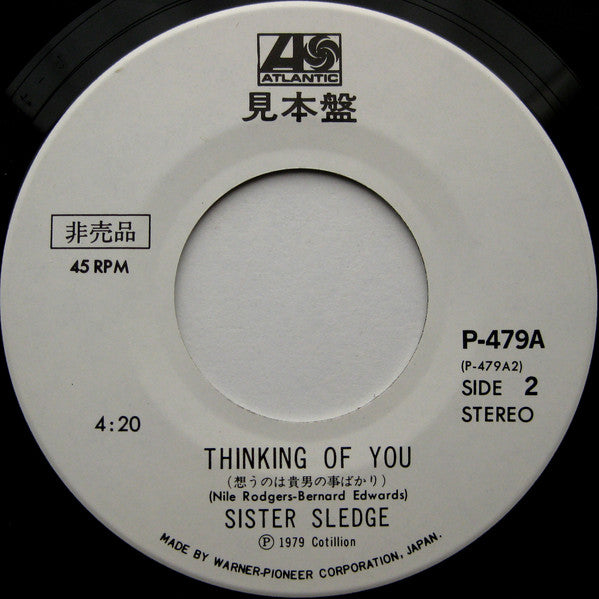 ATLANTIC
見本盤
非売品
45 RPM
P-479A
(P-479A2)
SIDE 2
STEREO
4:20
THINKING OF YOU
(想うのは貴男の事ばかり)
(Nile Rodgers-Bernard Edwards)
SISTER SLEDGE
Ⓟ 1979 Cotillion
MADE BY WARNER-PIONEER CORPORATION, JAPAN.